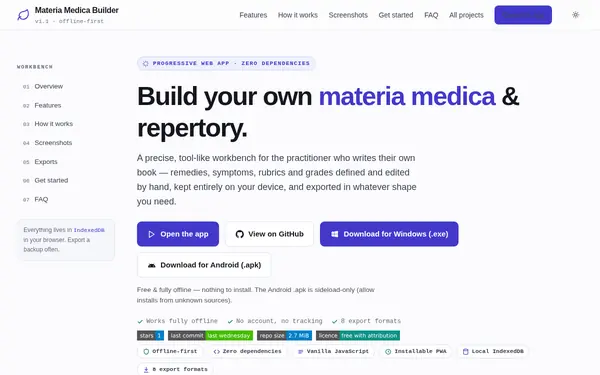 Materia Medica Builder
v1.3 · offline-first
Features How it works Screenshots Get started FAQ All projects
WORKBENCH
01 Overview
02 Features
03 How it works
04 Screenshots
05 Exports
06 Get started
07 FAQ
Everything lives in IndexedDB
in your browser. Export a
backup often.
PROGRESSIVE WEB APP · ZERO DEPENDENCIES
Build your own materia medica &
repertory.
A precise, tool-like workbench for the practitioner who writes their own
book — remedies, symptoms, rubrics and grades defined and edited
by hand, kept entirely on your device, and exported in whatever shape
you need.
Open the app
View on GitHub
Download for Windows (.exe)
Download for Android (.apk)
Free & fully offline — nothing to install. The Android .apk is sideload-only (allow
installs from unknown sources).
Works fully offline No account, no tracking 8 export formats
stars 1 last commit last wednesday repo size 2.7 MiB licence free with attribution
Offline-first Zero dependencies Vanilla JavaScript Installable PWA Local IndexedDB
8 export formats